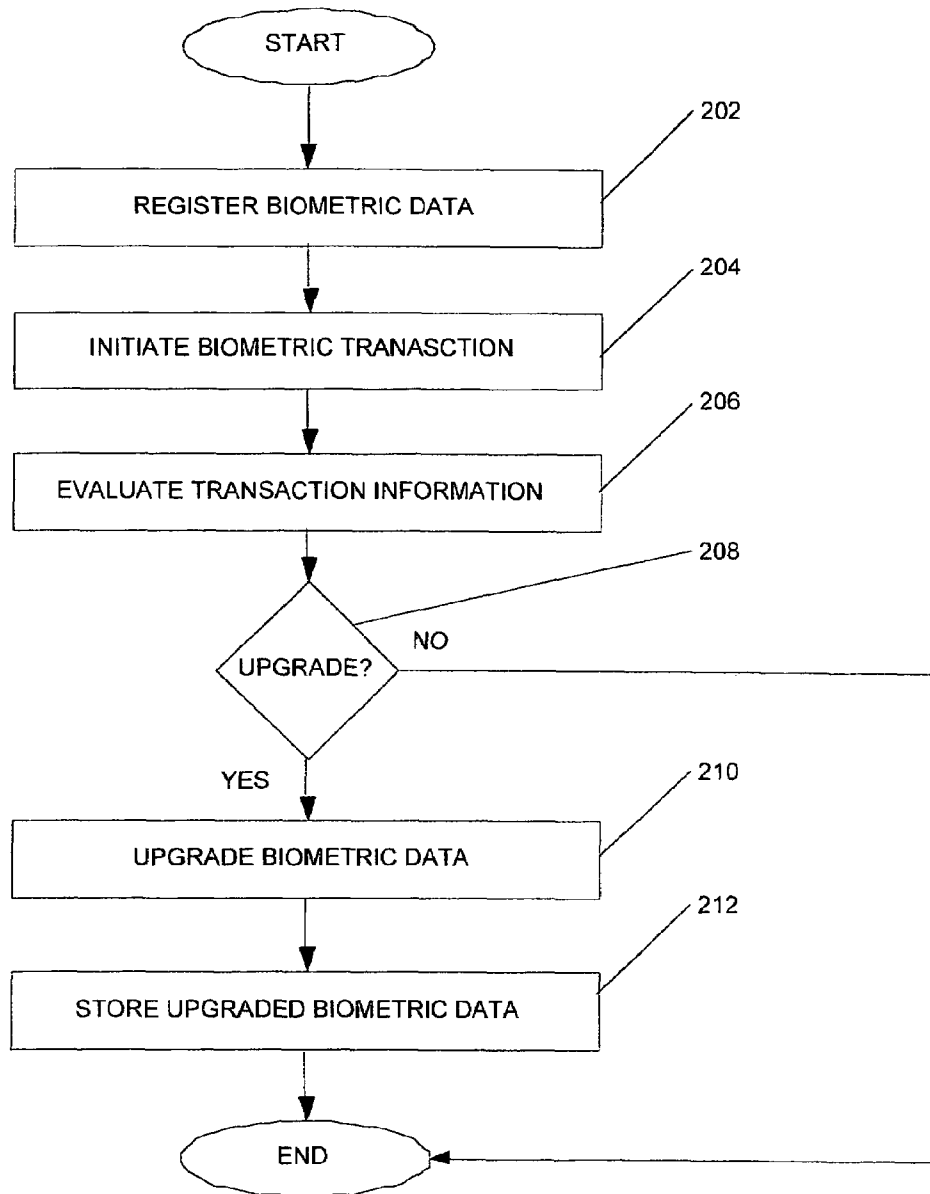 START
202
REGISTER BIOMETRIC DATA
204
INITIATE BIOMETRIC TRANASCTION
206
EVALUATE TRANSACTION INFORMATION
208
NO
UPGRADE?
YES
210
UPGRADE BIOMETRIC DATA
212
STORE UPGRADED BIOMETRIC DATA
END